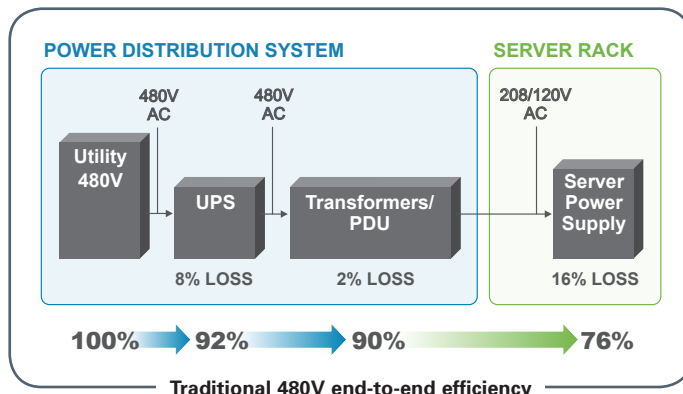 POWER DISTRIBUTION SYSTEM
SERVER RACK
480V
AC
480V
AC
208/120V
AC
Utility
480V
UPS
Transformers/
PDU
Server
Power
Supply
8% LOSS
2% LOSS
16% LOSS
100%
92%
90%
76%
Traditional 480V end-to-end efficiency